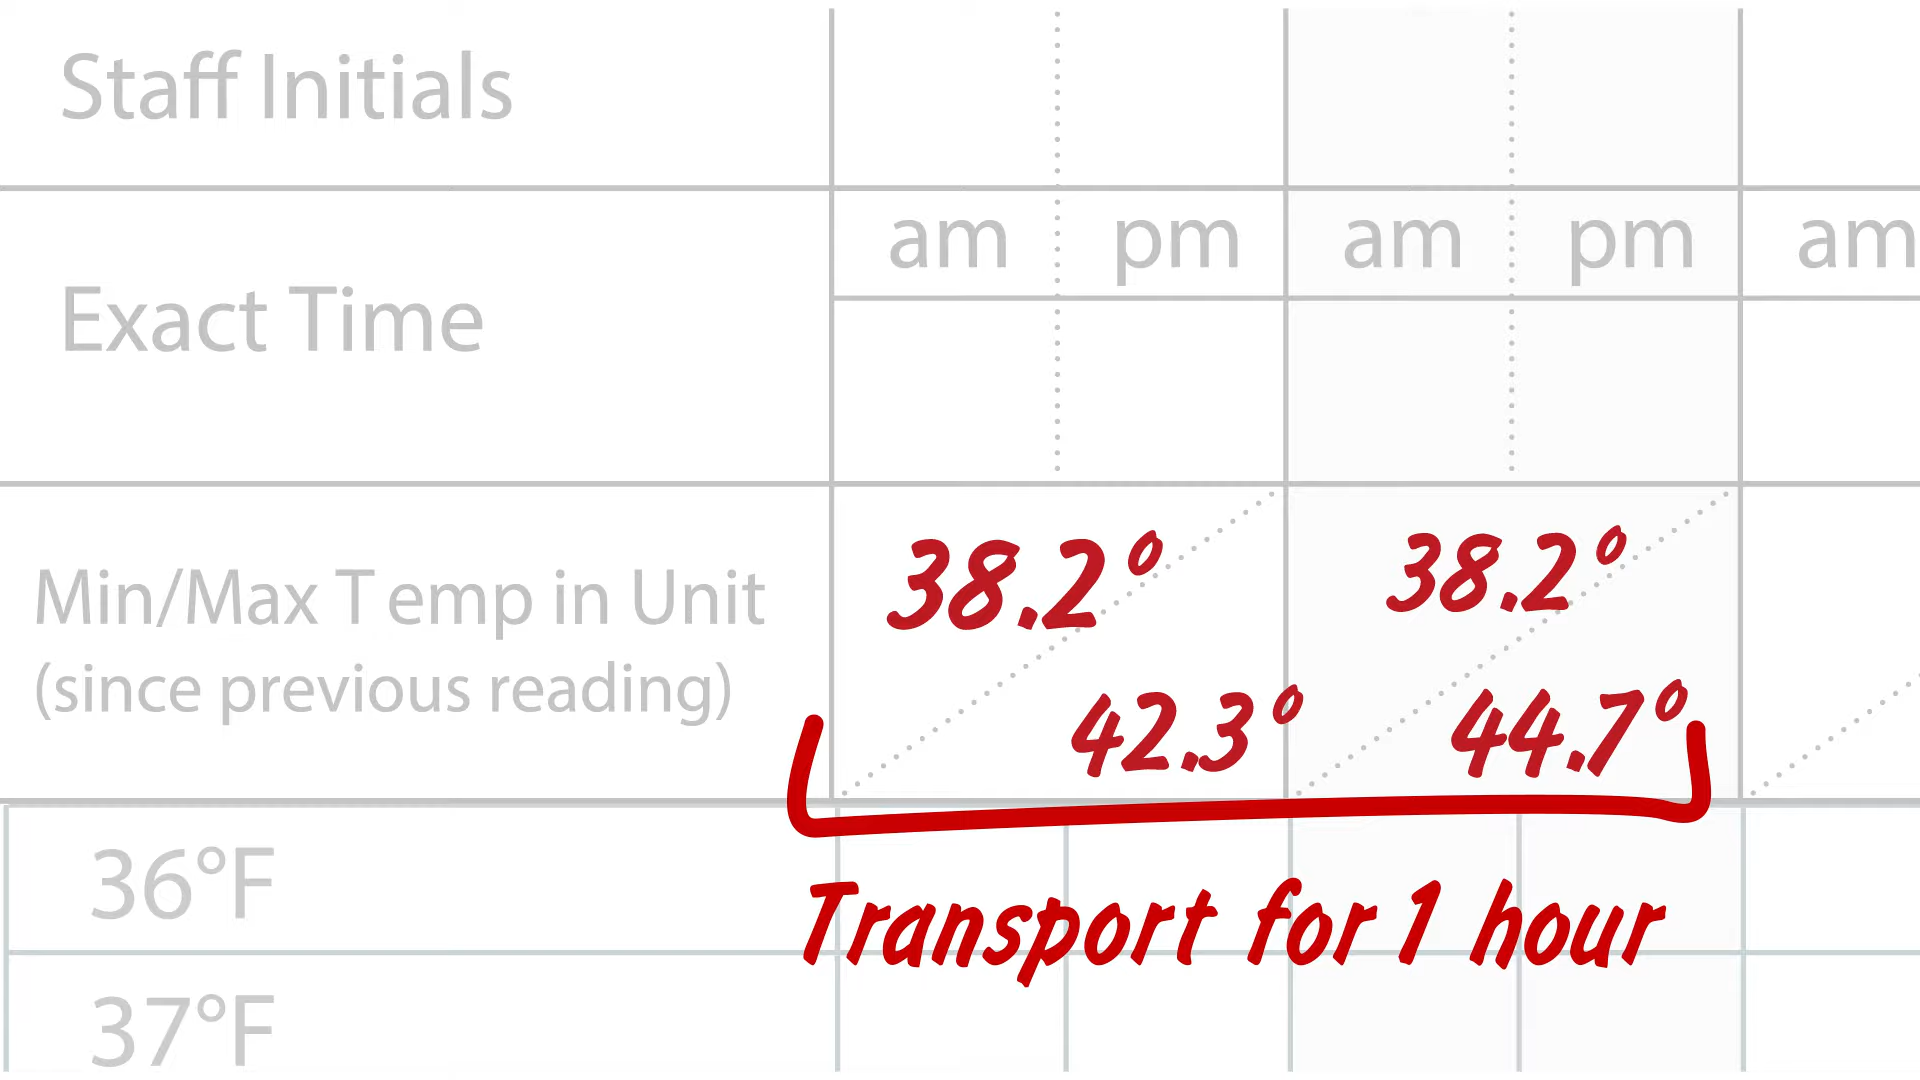 Staff Initials
am pm am pm am
Exact Time
38.2° 38.2°
Min/Max T emp in Unit
(since previous reading)
42.3° 44.7°
36°F
Transport for 1 hour
37°F